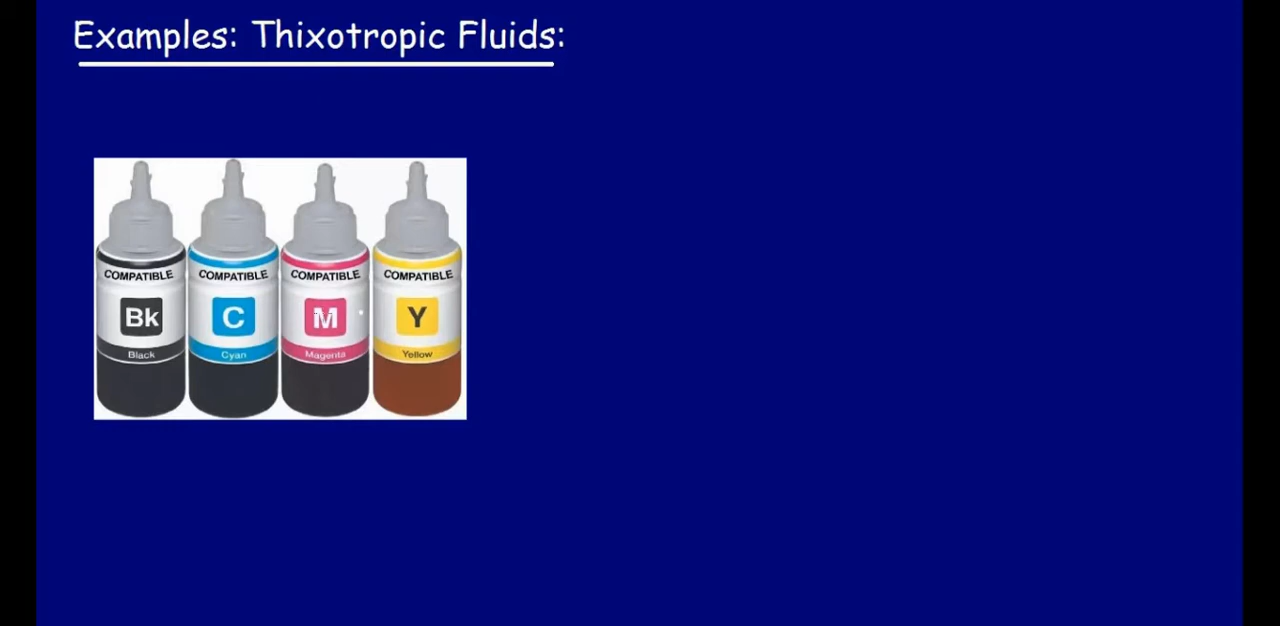 Examples: Thixotropic Fluids:
COMPATIBLE COMPATIBLE COMPATIBLE COMPATIBLE
Bk C M Y
Black Cyan Magenta Yellow